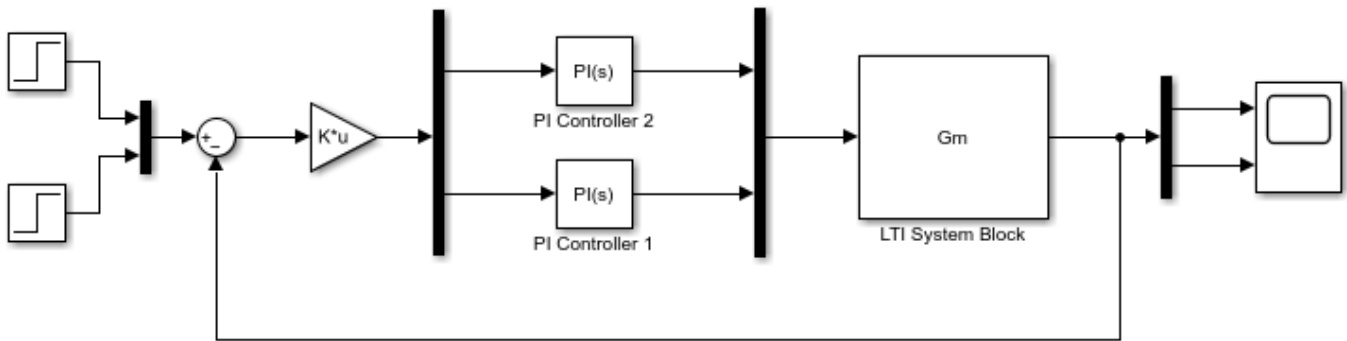 PI(s)
PI Controller 2
+
−
K*u
Gm
PI(s)
PI Controller 1
LTI System Block